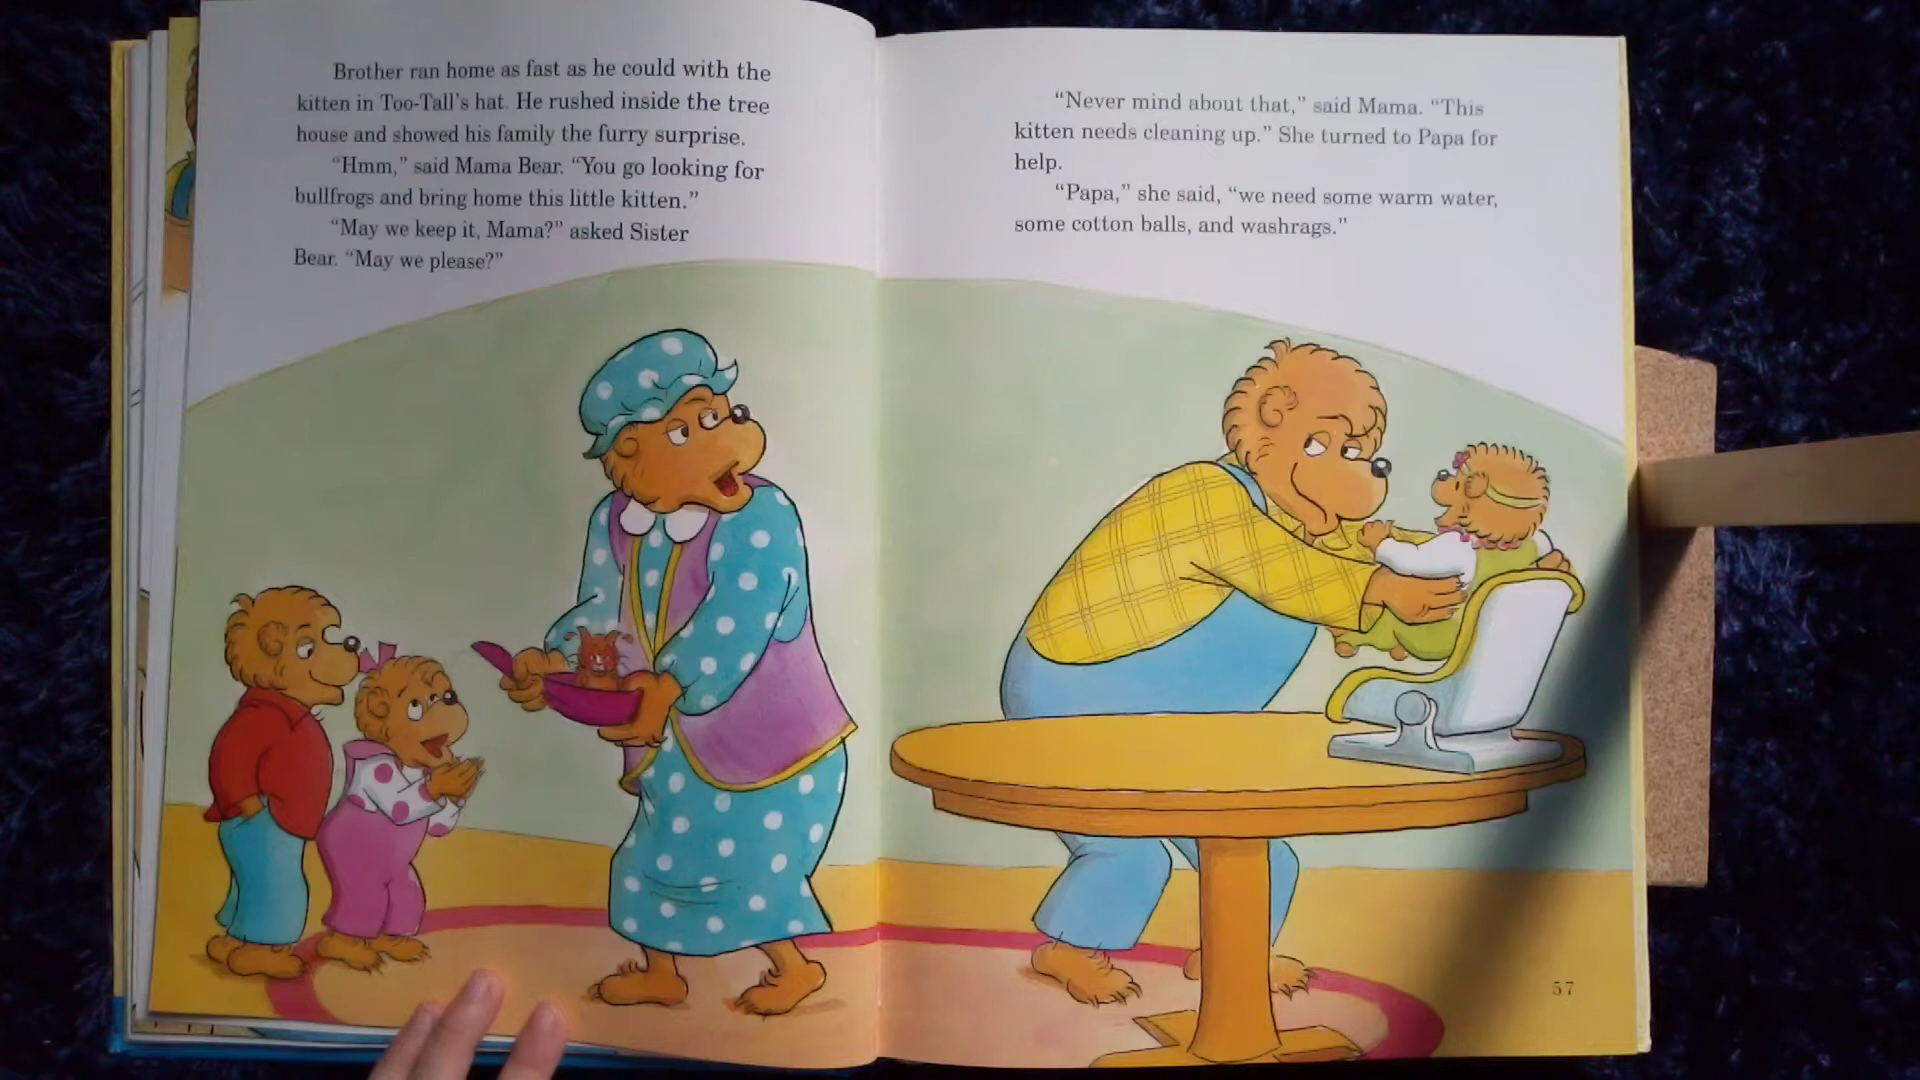 Brother ran home as fast as he could with the
kitten in Too-Tall's hat. He rushed inside the tree
house and showed his family the furry surprise.
“Hmm,” said Mama Bear. “You go looking for
bullfrogs and bring home this little kitten.”
“May we keep it, Mama?” asked Sister
Bear. “May we please?”
“Never mind about that,” said Mama. “This
kitten needs cleaning up.” She turned to Papa for
help.
“Papa,” she said, “we need some warm water,
some cotton balls, and washrags.”
57